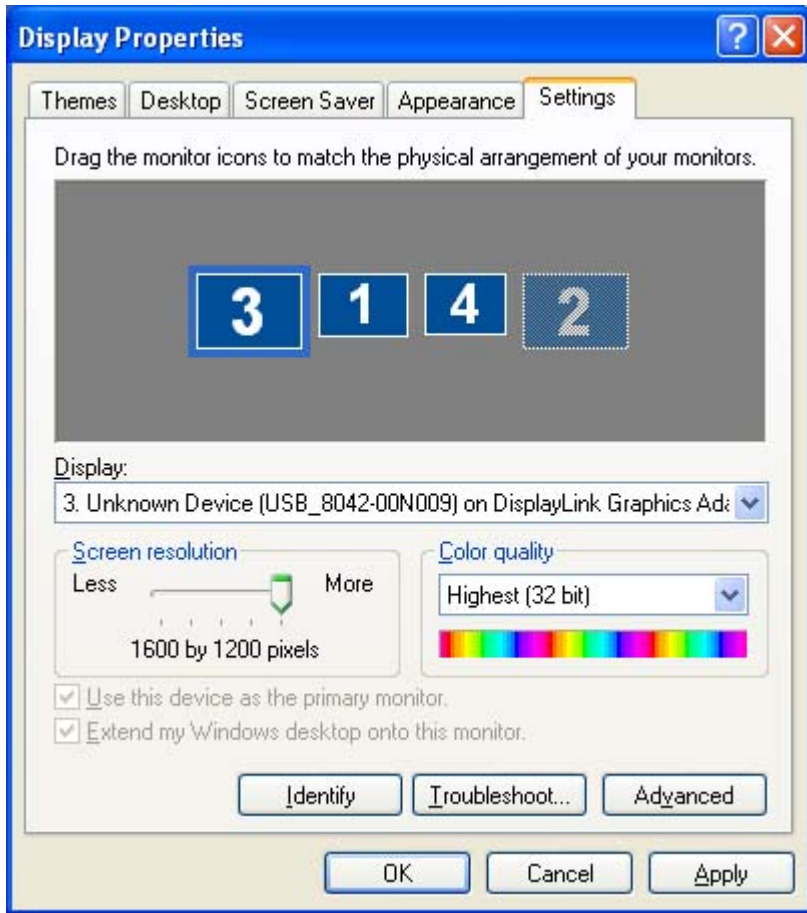 Display Properties
Themes Desktop Screen Saver Appearance Settings
Drag the monitor icons to match the physical arrangement of your monitors.
3 1 4 2
Display:
3. Unknown Device (USB_8042-00N009) on DisplayLink Graphics
Screen resolution
Color quality
Less More
Highest (32 bit)
1600 by 1200 pixels
Use this device as the primary monitor.
Extend my Windows desktop onto this monitor.
Identify Troubleshoot... Advanced
OK Cancel Apply